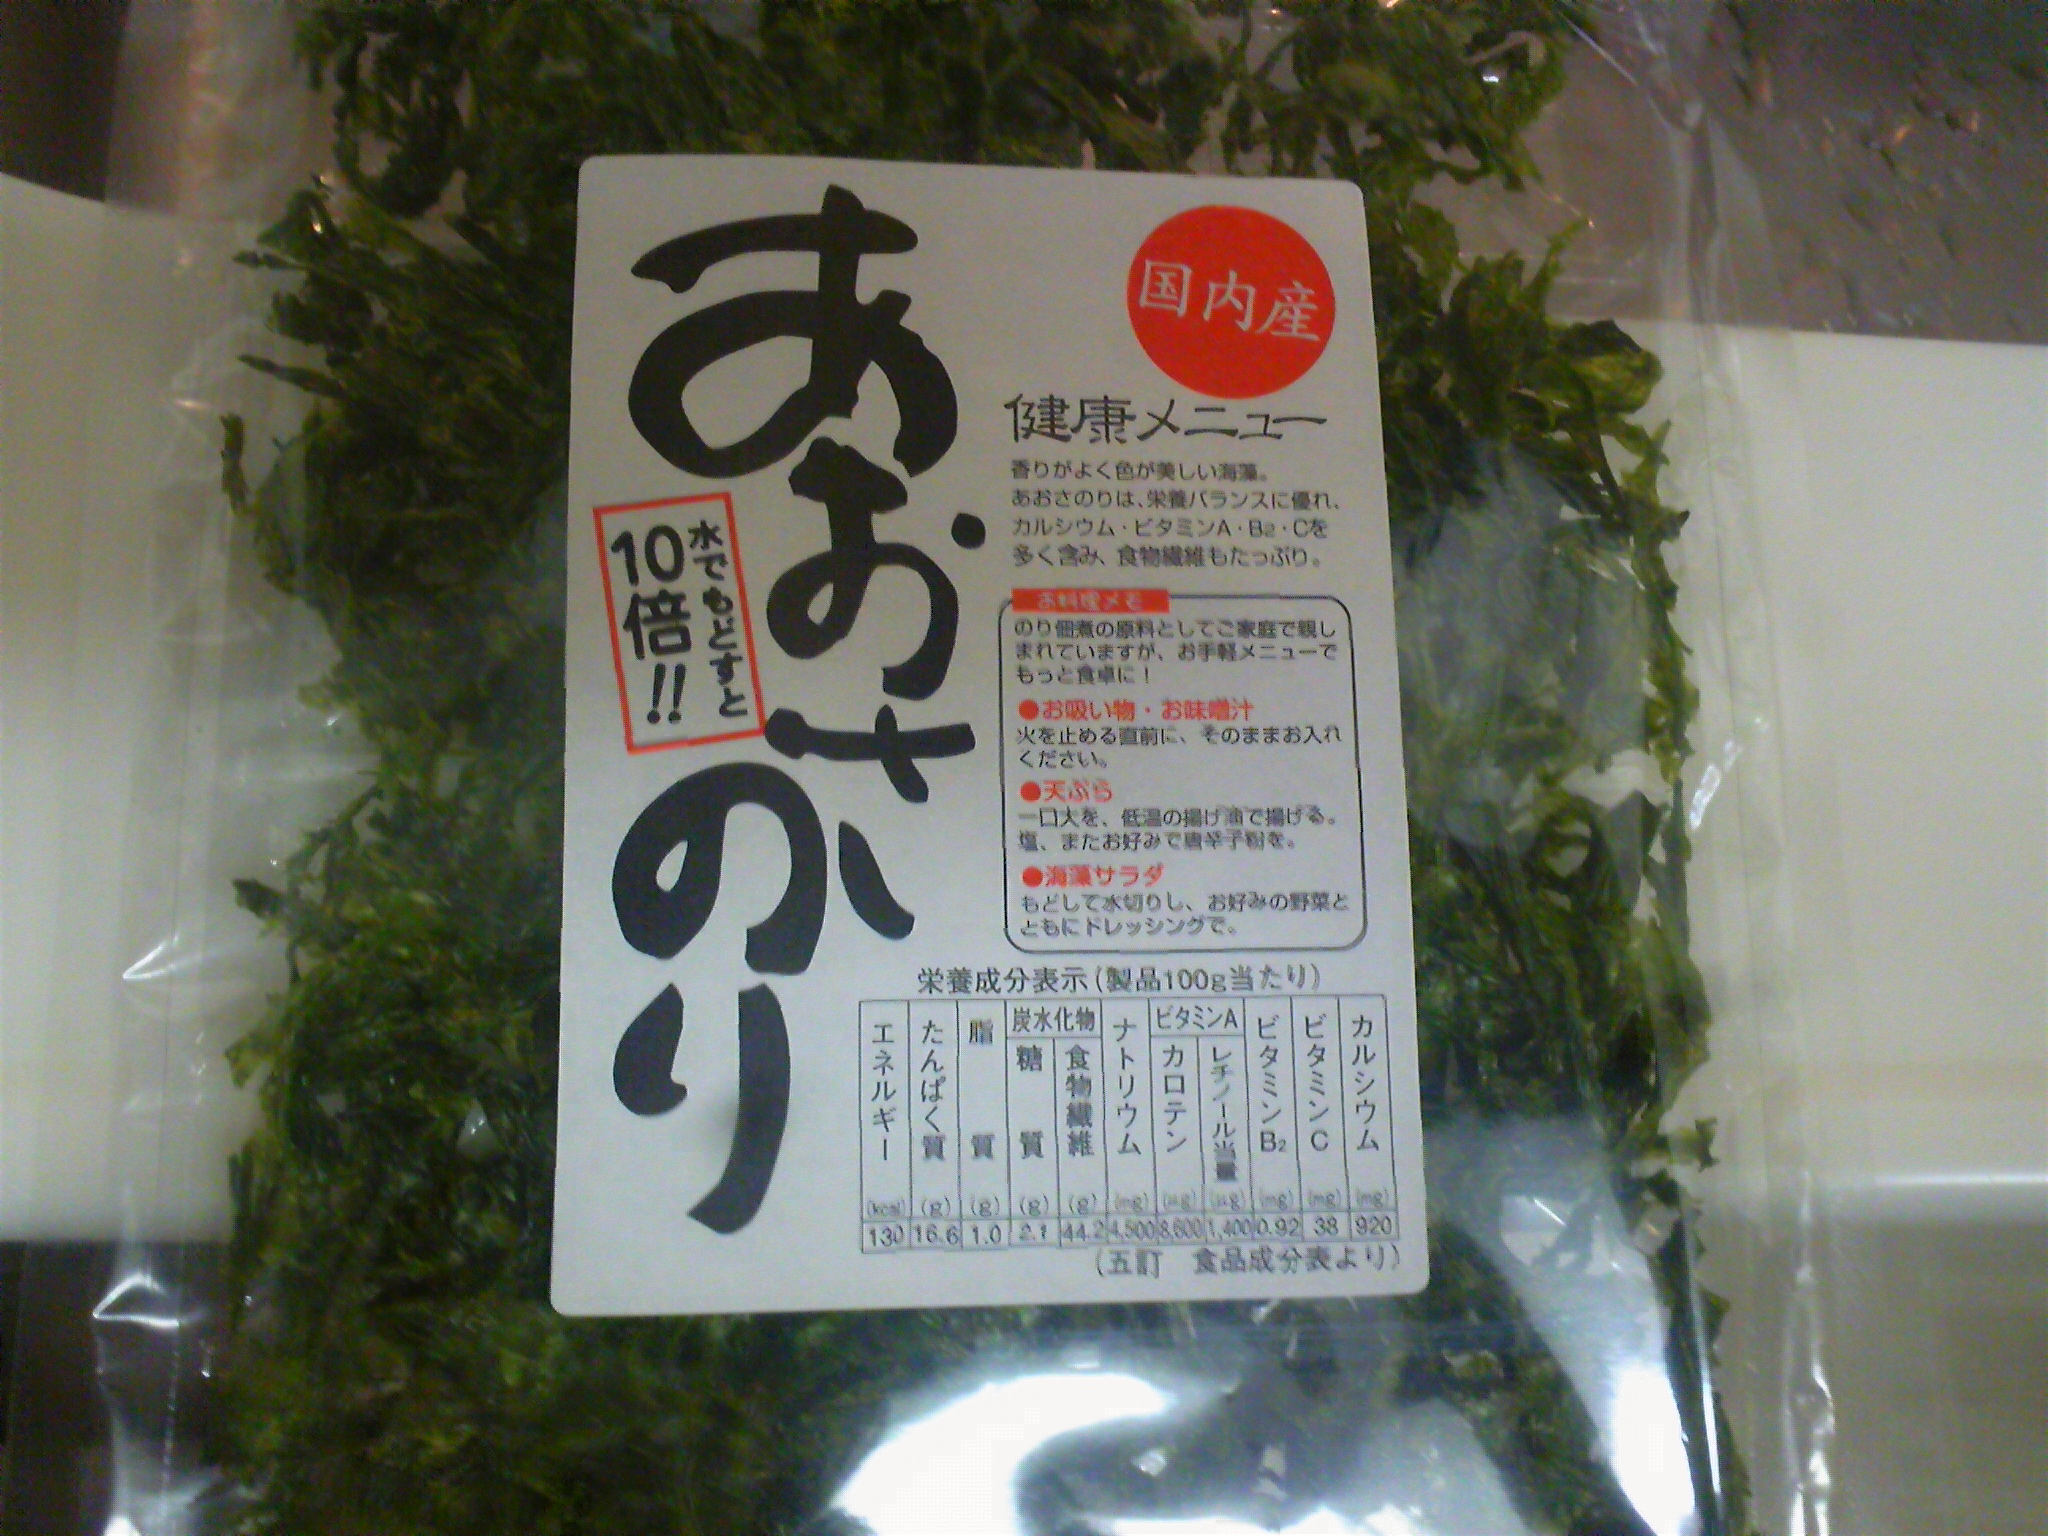 あおさのり
水でもどすと
10倍!!
国内産
健康メニュー
香りがよく色が美しい海藻。
あおさのりは、栄養バランスに優れ、
カルシウム・ビタミンA・B2・Cを
多く含み、食物繊維もたっぷり。
お料理メモ
のり佃煮の原料としてご家庭で親し
まれていますが、お手軽メニューで
もっと食卓に!
●お吸い物・お味噌汁
火を止める直前に、そのままお入れ
ください。
●天ぷら
一口大を、低温の揚げ油で揚げる。
塩、またお好みで唐辛子粉を。
●海藻サラダ
もどして水切りし、お好みの野菜と
ともにドレッシングで。
栄養成分表示(製品100g当たり)
炭水化物 ビタミンA
エネルギー たんぱく質 脂質 糖質 食物繊維 ナトリウム カロテン レチノール当量 ビタミンB2 ビタミンC カルシウム
(kcal) (g) (g) (g) (g) (mg) (μg) (μg) (mg) (mg) (mg)
130 16.6 1.0 2.1 44.2 4,500 8,600 1,400 0.92 38 920
(五訂 食品成分表より)